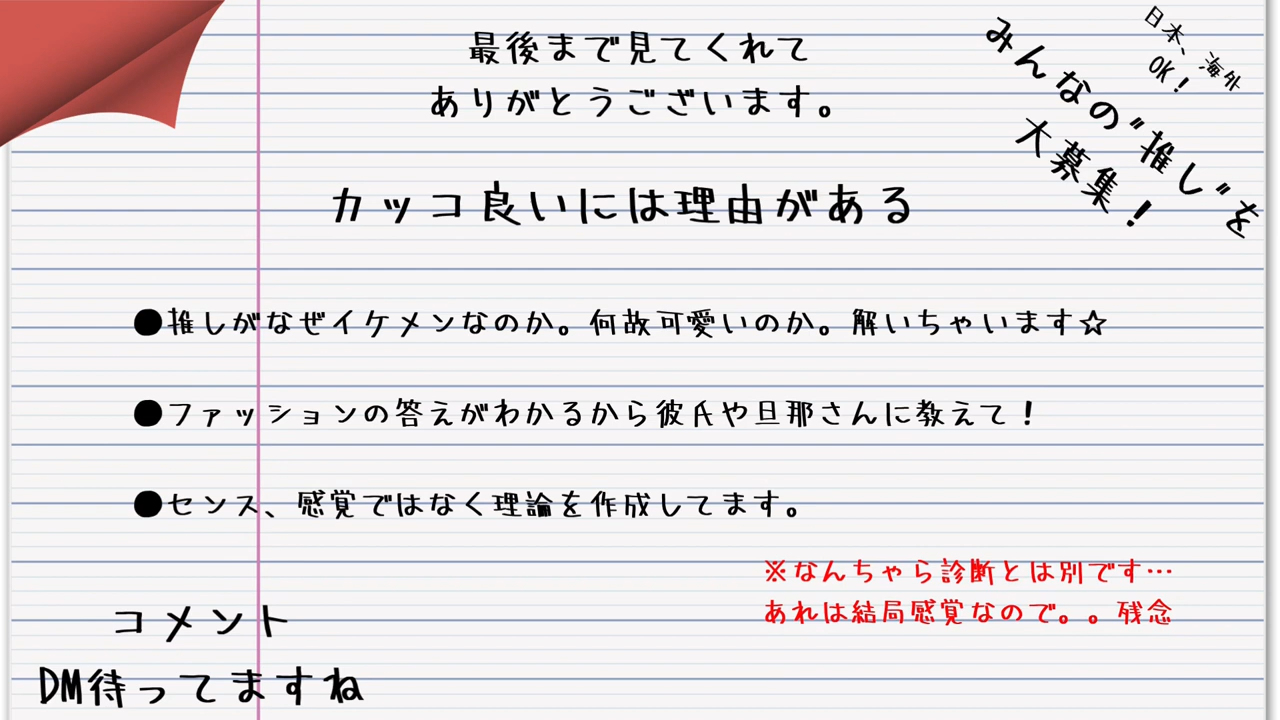 最後まで見てくれて
ありがとうございます。
日本、海外
OK！
みんなの"推し"を
大募集！
カッコ良いには理由がある
●推しがなぜイケメンなのか。何故可愛いのか。解いちゃいます☆
●ファッションの答えがわかるから彼氏や旦那さんに教えて！
●センス、感覚ではなく理論を作成してます。
※なんちゃら診断とは別です…
あれは結局感覚なので。。残念
コメント
DM待ってますね